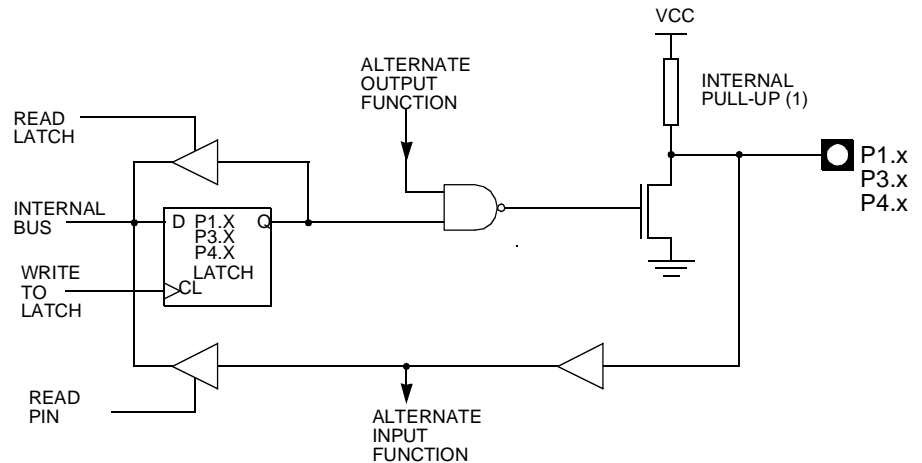 VCC
ALTERNATE
OUTPUT
FUNCTION
INTERNAL
PULL-UP (1)
READ
LATCH
P1.x
P3.x
P4.x
INTERNAL
BUS
D P1.X Q
P3.X
P4.X
LATCH
CL
WRITE
TO
LATCH
READ
PIN
ALTERNATE
INPUT
FUNCTION